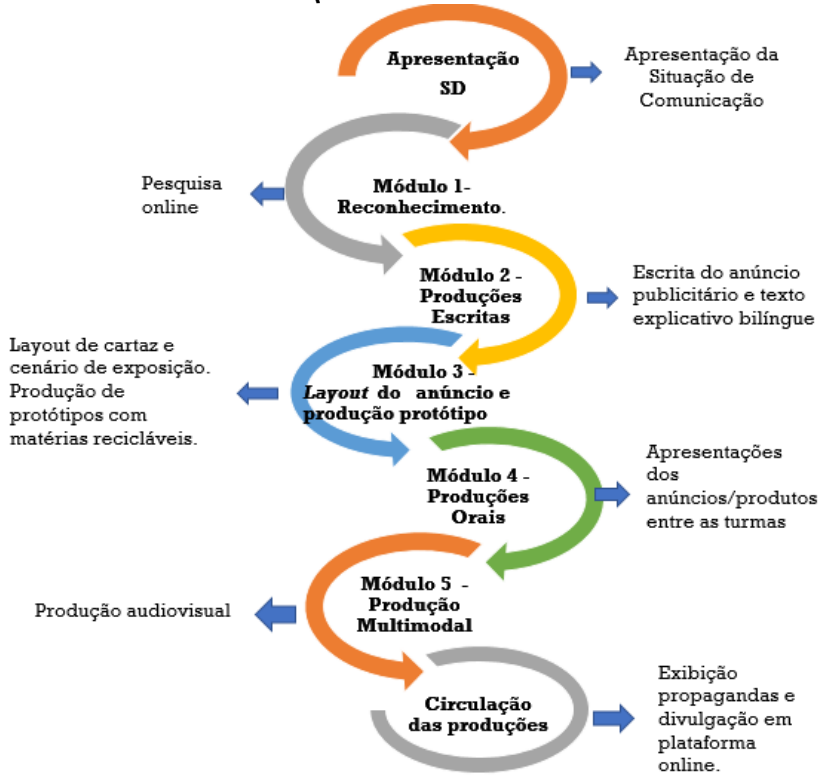 Apresentação
SD
Apresentação da
Situação de
Comunicação
Pesquisa
online
Módulo 1-
Reconhecimento.
Módulo 2 -
Produções
Escritas
Escrita do anúncio
publicitário e texto
explicativo bilíngue
Layout de cartaz e
cenário de exposição.
Produção de
protótipos com
matérias recicláveis.
Módulo 3 -
Layout do anúncio e
produção protótipo
Módulo 4 -
Produções
Orais
Apresentações
dos
anúncios/produtos
entre as turmas
Produção audiovisual
Módulo 5 -
Produção
Multimodal
Circulação
das produções
Exibição
propagandas e
divulgação em
plataforma
online.